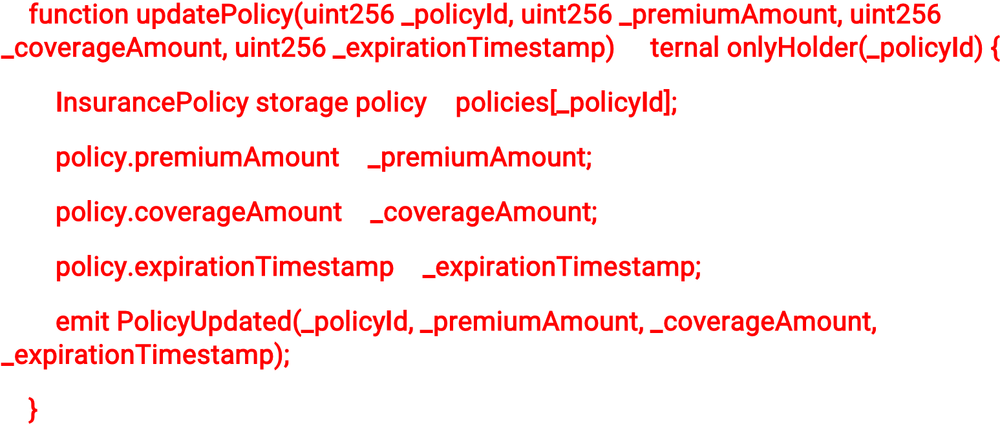 function updatePolicy(uint256 _policyId, uint256 _premiumAmount, uint256
_coverageAmount, uint256 _expirationTimestamp) ternal onlyHolder(_policyId) {
InsurancePolicy storage policy policies[_policyId];
policy.premiumAmount _premiumAmount;
policy.coverageAmount _coverageAmount;
policy.expirationTimestamp _expirationTimestamp;
emit PolicyUpdated(_policyId, _premiumAmount, _coverageAmount,
_expirationTimestamp);
}